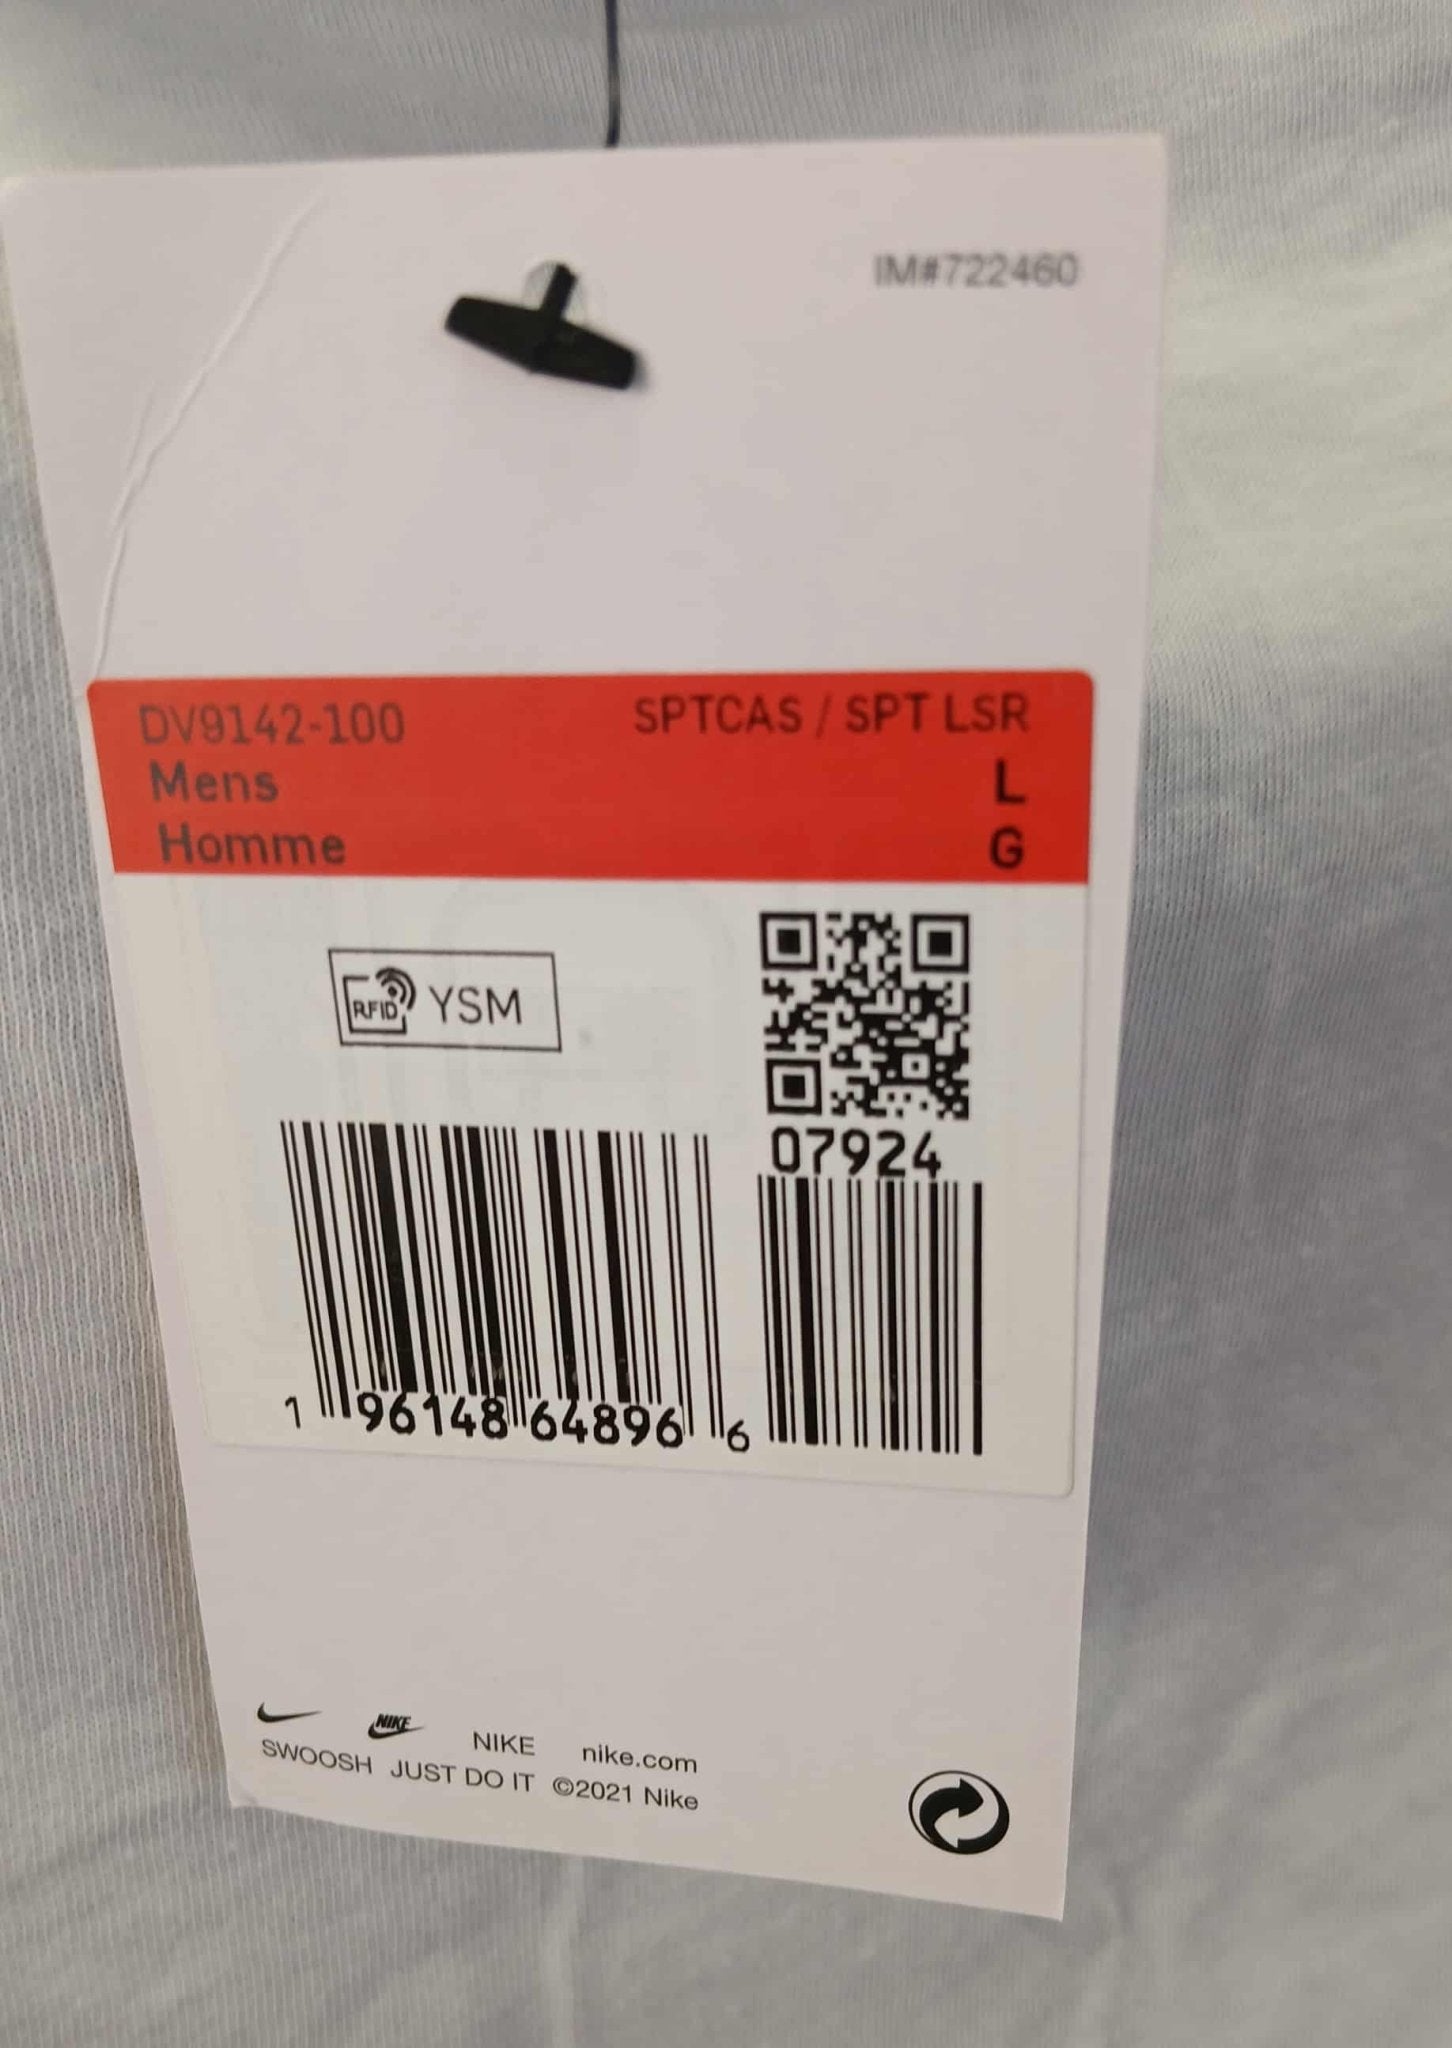 IM#722460
DV9142-100 SPTCAS / SPT LSR
Mens L
Homme G
RFID YSM
07924
1 96148 64896 6
NIKE NIKE nike.com
SWOOSH JUST DO IT ©2021 Nike